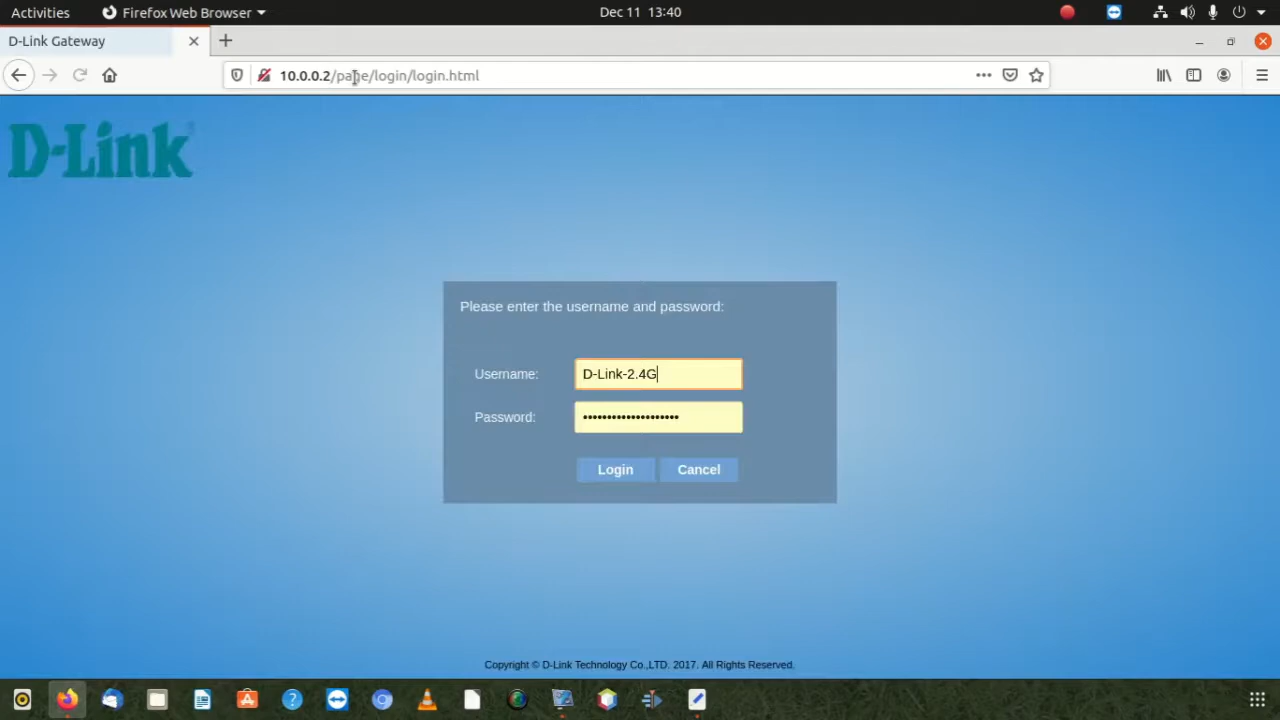 Activities
Firefox Web Browser
Dec 11 13:40
D-Link Gateway
10.0.0.2/page/login/login.html
D-Link
Please enter the username and password:
Username:
D-Link-2.4G
Password:
••••••••••••••••••••
Login
Cancel
Copyright © D-Link Technology Co.,LTD. 2017. All Rights Reserved.